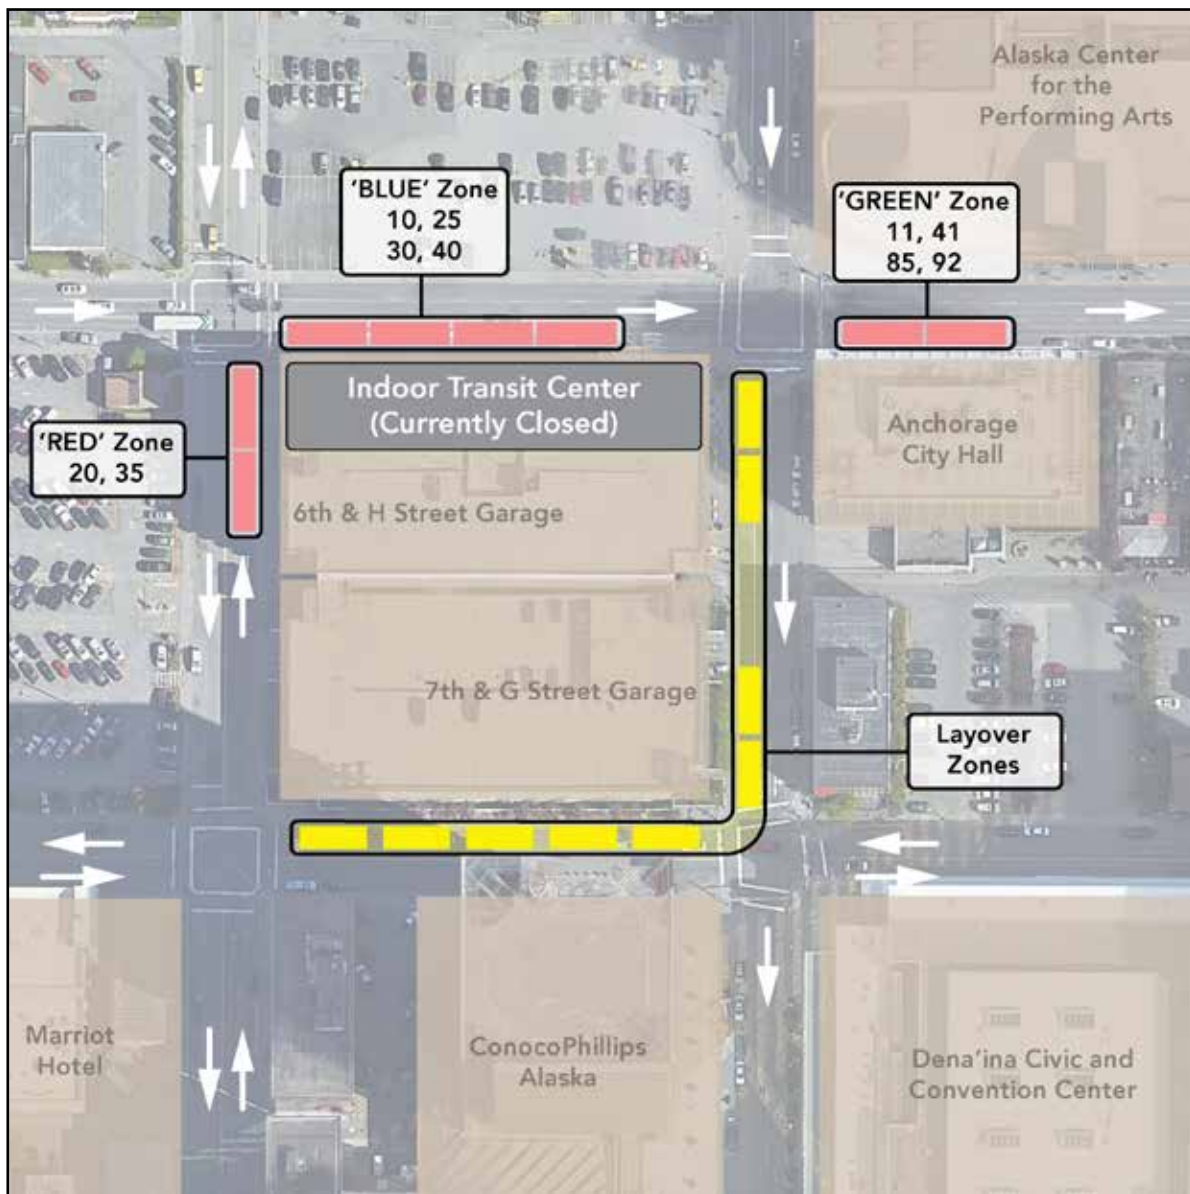 Alaska Center
for the
Performing Arts
'BLUE' Zone
10, 25
30, 40
'GREEN' Zone
11, 41
85, 92
Indoor Transit Center
(Currently Closed)
'RED' Zone
20, 35
Anchorage
City Hall
6th & H Street Garage
7th & G Street Garage
Layover
Zones
Marriot
Hotel
ConocoPhillips
Alaska
Dena'ina Civic and
Convention Center